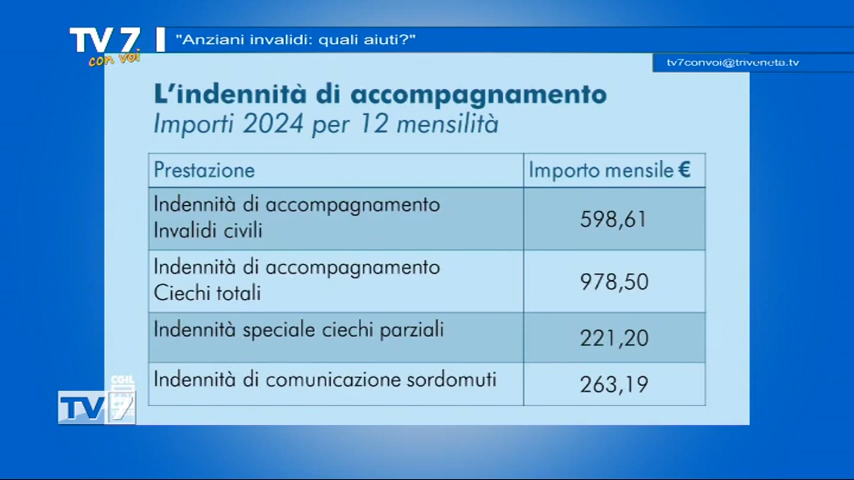 TV 7
con voi
"Anziani invalidi: quali aiuti?"
tv7convoi@triveneta.tv
L'indennità di accompagnamento
Importi 2024 per 12 mensilità
Prestazione Importo mensile €
Indennità di accompagnamento
Invalidi civili 598,61
Indennità di accompagnamento
Ciechi totali 978,50
Indennità speciale ciechi parziali 221,20
Indennità di comunicazione sordomuti 263,19
CGIL
TV 7